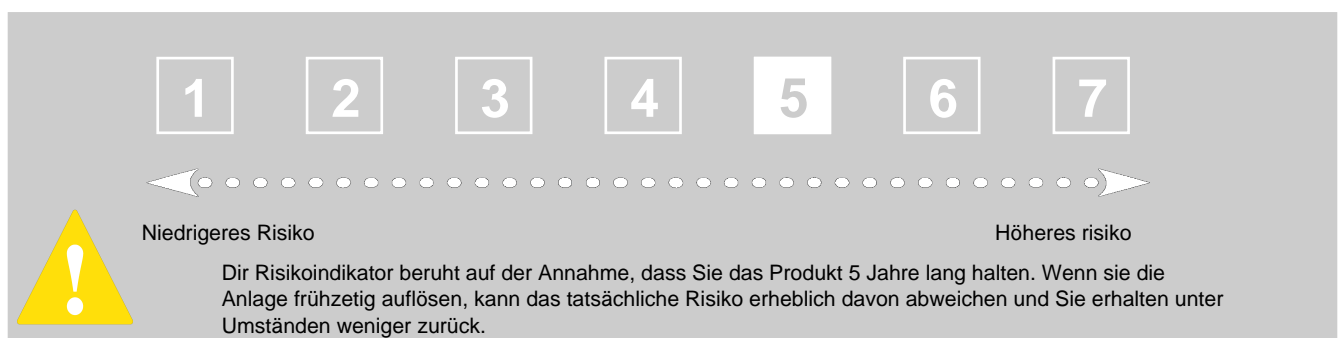 1 2 3 4 5 6 7
Niedrigeres Risiko Höheres risiko
Dir Risikoindikator beruht auf der Annahme, dass Sie das Produkt 5 Jahre lang halten. Wenn sie die
Anlage frühzetig auflösen, kann das tatsächliche Risiko erheblich davon abweichen und Sie erhalten unter
Umständen weniger zurück.